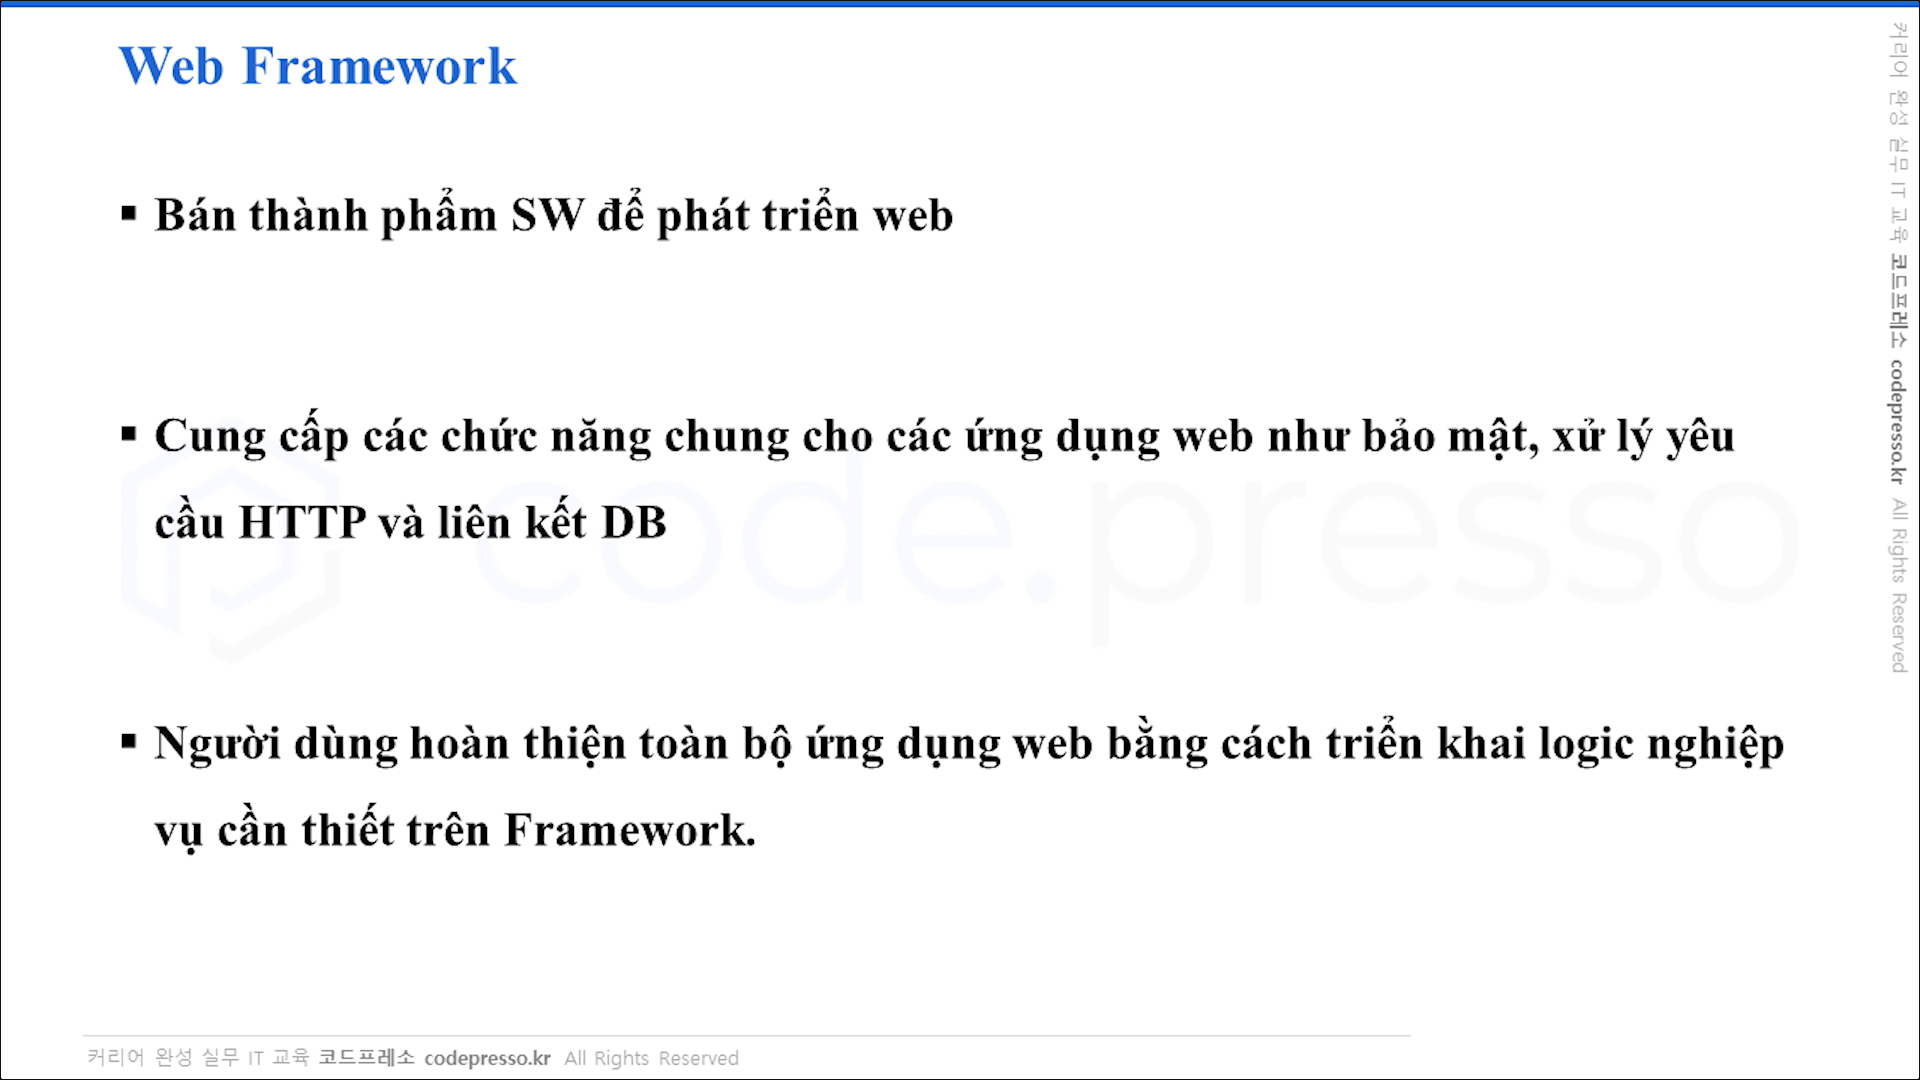 Web Framework
▪ Bán thành phẩm SW để phát triển web
▪ Cung cấp các chức năng chung cho các ứng dụng web như bảo mật, xử lý yêu
cầu HTTP và liên kết DB
code.presso
▪ Người dùng hoàn thiện toàn bộ ứng dụng web bằng cách triển khai logic nghiệp
vụ cần thiết trên Framework.
커리어 완성 실무 IT 교육 코드프레소 codepresso.kr All Rights Reserved
커리어 완성 실무 IT 교육 코드프레소 codepresso.kr All Rights Reserved